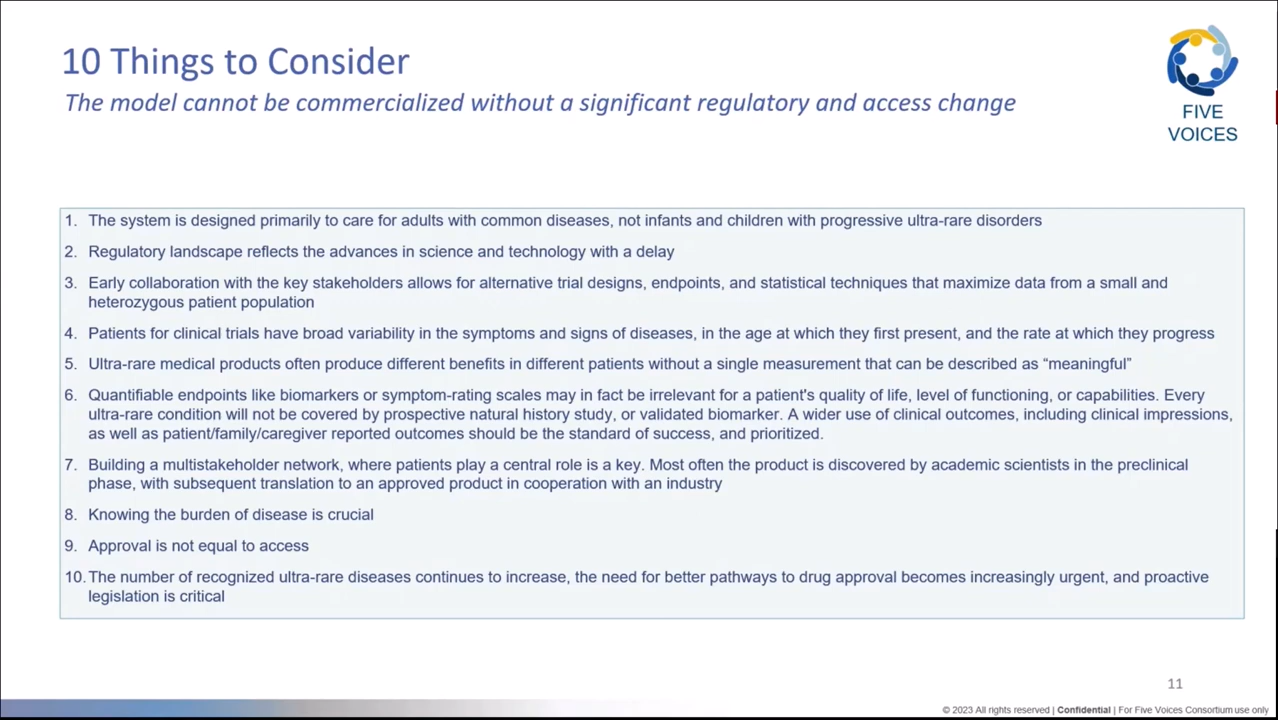 10 Things to Consider
The model cannot be commercialized without a significant regulatory and access change
FIVE
VOICES
1. The system is designed primarily to care for adults with common diseases, not infants and children with progressive ultra-rare disorders
2. Regulatory landscape reflects the advances in science and technology with a delay
3. Early collaboration with the key stakeholders allows for alternative trial designs, endpoints, and statistical techniques that maximize data from a small and
heterozygous patient population
4. Patients for clinical trials have broad variability in the symptoms and signs of diseases, in the age at which they first present, and the rate at which they progress
5. Ultra-rare medical products often produce different benefits in different patients without a single measurement that can be described as “meaningful”
6. Quantifiable endpoints like biomarkers or symptom-rating scales may in fact be irrelevant for a patient's quality of life, level of functioning, or capabilities. Every
ultra-rare condition will not be covered by prospective natural history study, or validated biomarker. A wider use of clinical outcomes, including clinical impressions,
as well as patient/family/caregiver reported outcomes should be the standard of success, and prioritized.
7. Building a multistakeholder network, where patients play a central role is a key. Most often the product is discovered by academic scientists in the preclinical
phase, with subsequent translation to an approved product in cooperation with an industry
8. Knowing the burden of disease is crucial
9. Approval is not equal to access
10. The number of recognized ultra-rare diseases continues to increase, the need for better pathways to drug approval becomes increasingly urgent, and proactive
legislation is critical
11
© 2023 All rights reserved | Confidential | For Five Voices Consortium use only